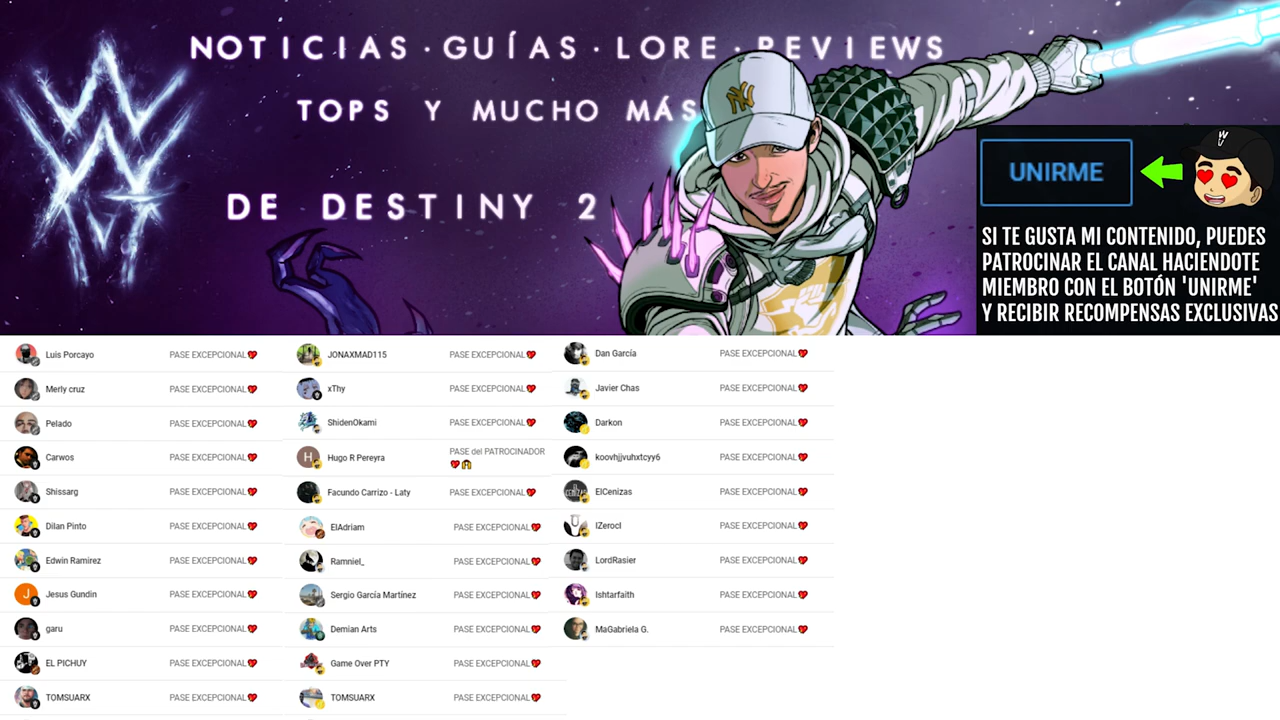 NOTICIAS · GUÍAS · LORE · REVIEWS
TOPS Y MUCHO MÁS
DE DESTINY 2
UNIRME
SI TE GUSTA MI CONTENIDO, PUEDES
PATROCINAR EL CANAL HACIENDOTE
MIEMBRO CON EL BOTÓN 'UNIRME'
Y RECIBIR RECOMPENSAS EXCLUSIVAS
Luis Porcayo PASE EXCEPCIONAL
Merly cruz PASE EXCEPCIONAL
Pelado PASE EXCEPCIONAL
Carwos PASE EXCEPCIONAL
Shissarg PASE EXCEPCIONAL
Dilan Pinto PASE EXCEPCIONAL
Edwin Ramirez PASE EXCEPCIONAL
J Jesus Gundin PASE EXCEPCIONAL
garu PASE EXCEPCIONAL
EL PICHUY PASE EXCEPCIONAL
TOMSUARX PASE EXCEPCIONAL
JONAXMAD115 PASE EXCEPCIONAL
xThy PASE EXCEPCIONAL
ShidenOkami PASE EXCEPCIONAL
H Hugo R Pereyra PASE del PATROCINADOR
Facundo Carrizo - Laty PASE EXCEPCIONAL
ElAdriam PASE EXCEPCIONAL
Ramniel_ PASE EXCEPCIONAL
Sergio García Martínez PASE EXCEPCIONAL
Demian Arts PASE EXCEPCIONAL
Game Over PTY PASE EXCEPCIONAL
TOMSUARX PASE EXCEPCIONAL
Dan García PASE EXCEPCIONAL
Javier Chas PASE EXCEPCIONAL
Darkon PASE EXCEPCIONAL
koovhjjvuhxtcyy6 PASE EXCEPCIONAL
ElCenizas PASE EXCEPCIONAL
IZerocI PASE EXCEPCIONAL
LordRasier PASE EXCEPCIONAL
Ishtarfaith PASE EXCEPCIONAL
MaGabriela G. PASE EXCEPCIONAL